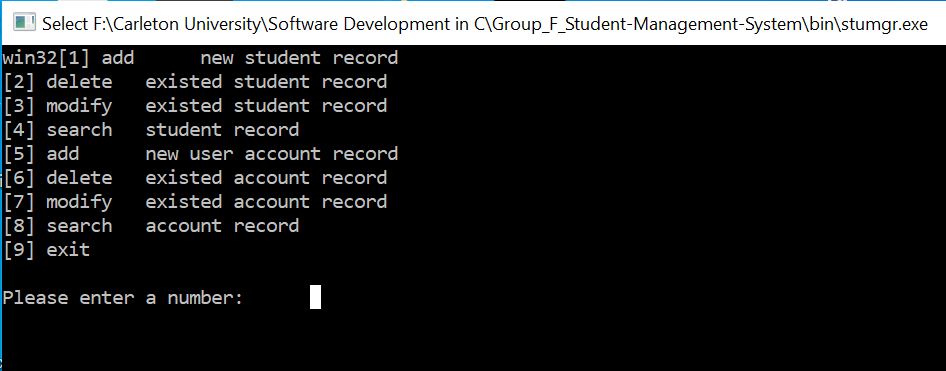 Select F:\Carleton University\Software Development in C\Group_F_Student-Management-System\bin\stumgr.exe
win32[1] add      new student record
[2] delete   existed student record
[3] modify   existed student record
[4] search   student record
[5] add      new user account record
[6] delete   existed account record
[7] modify   existed account record
[8] search   account record
[9] exit
Please enter a number: